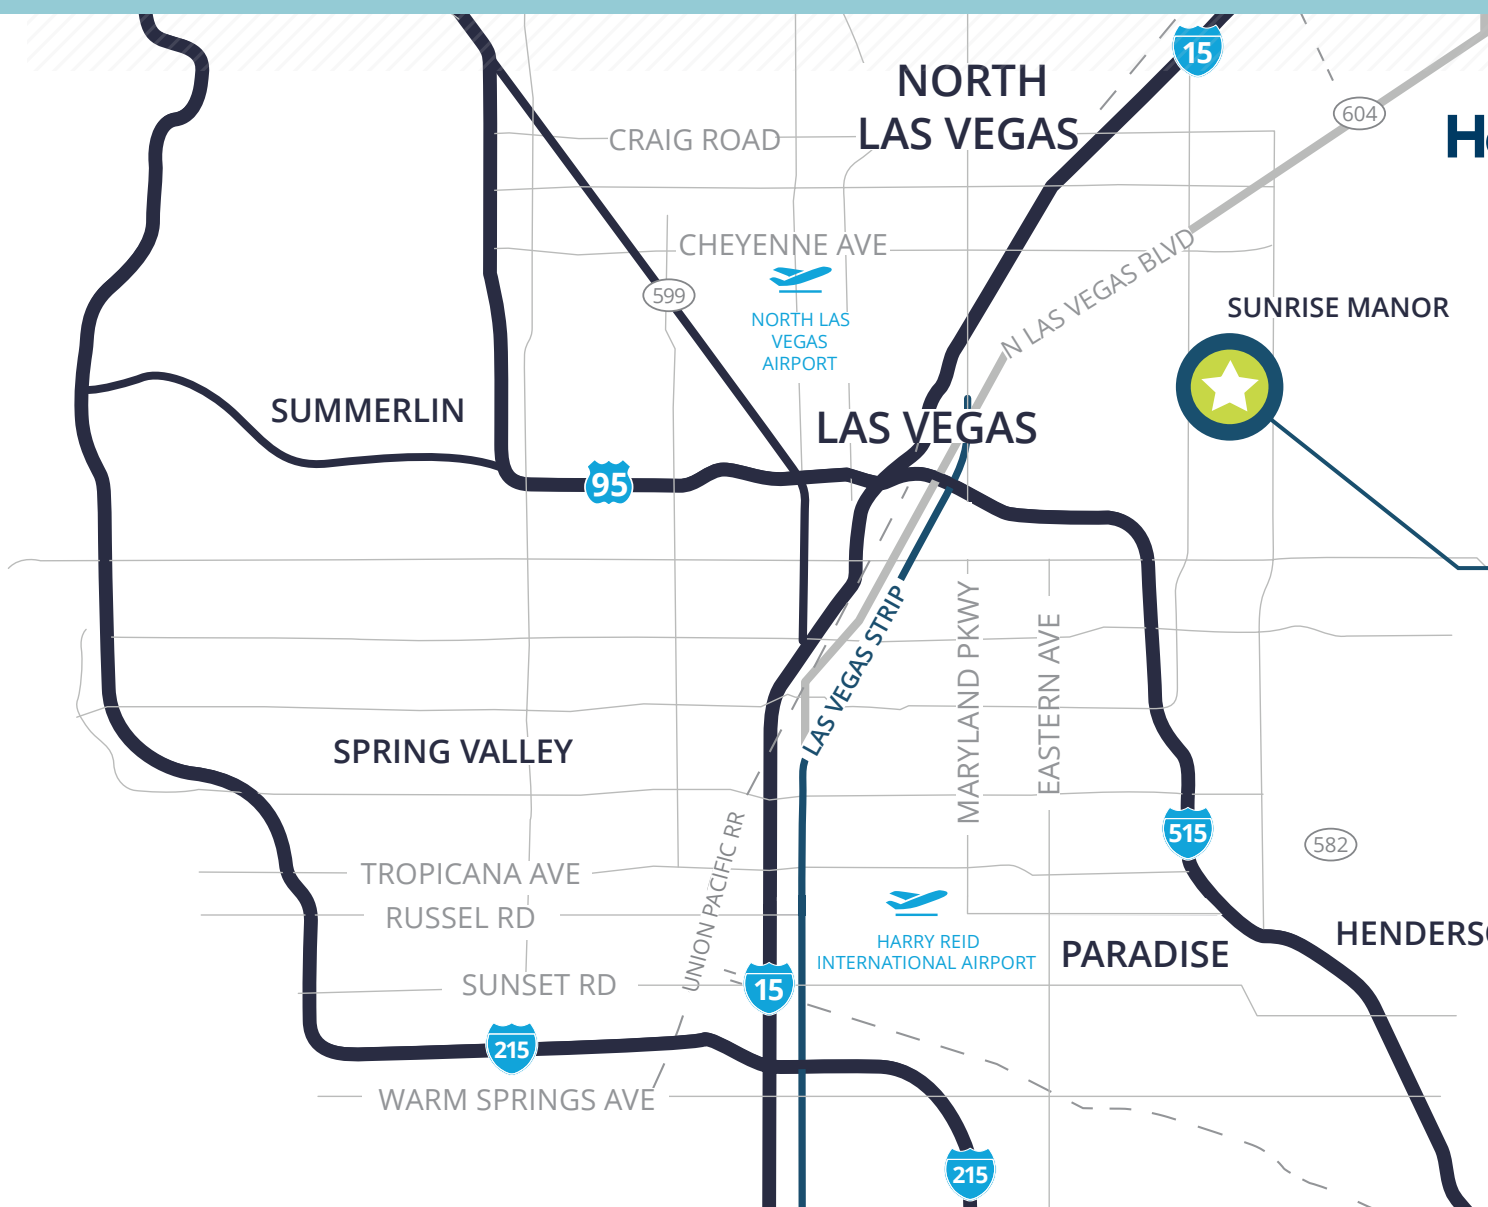 15
NORTH
LAS VEGAS
604
CRAIG ROAD
CHEYENNE AVE
N LAS VEGAS BLVD
599
NORTH LAS
VEGAS
AIRPORT
SUNRISE MANOR
SUMMERLIN
LAS VEGAS
95
LAS VEGAS STRIP
MARYLAND PKWY
EASTERN AVE
SPRING VALLEY
UNION PACIFIC RR
515
582
TROPICANA AVE
RUSSEL RD
HARRY REID
INTERNATIONAL AIRPORT
PARADISE
SUNSET RD
15
215
WARM SPRINGS AVE
215